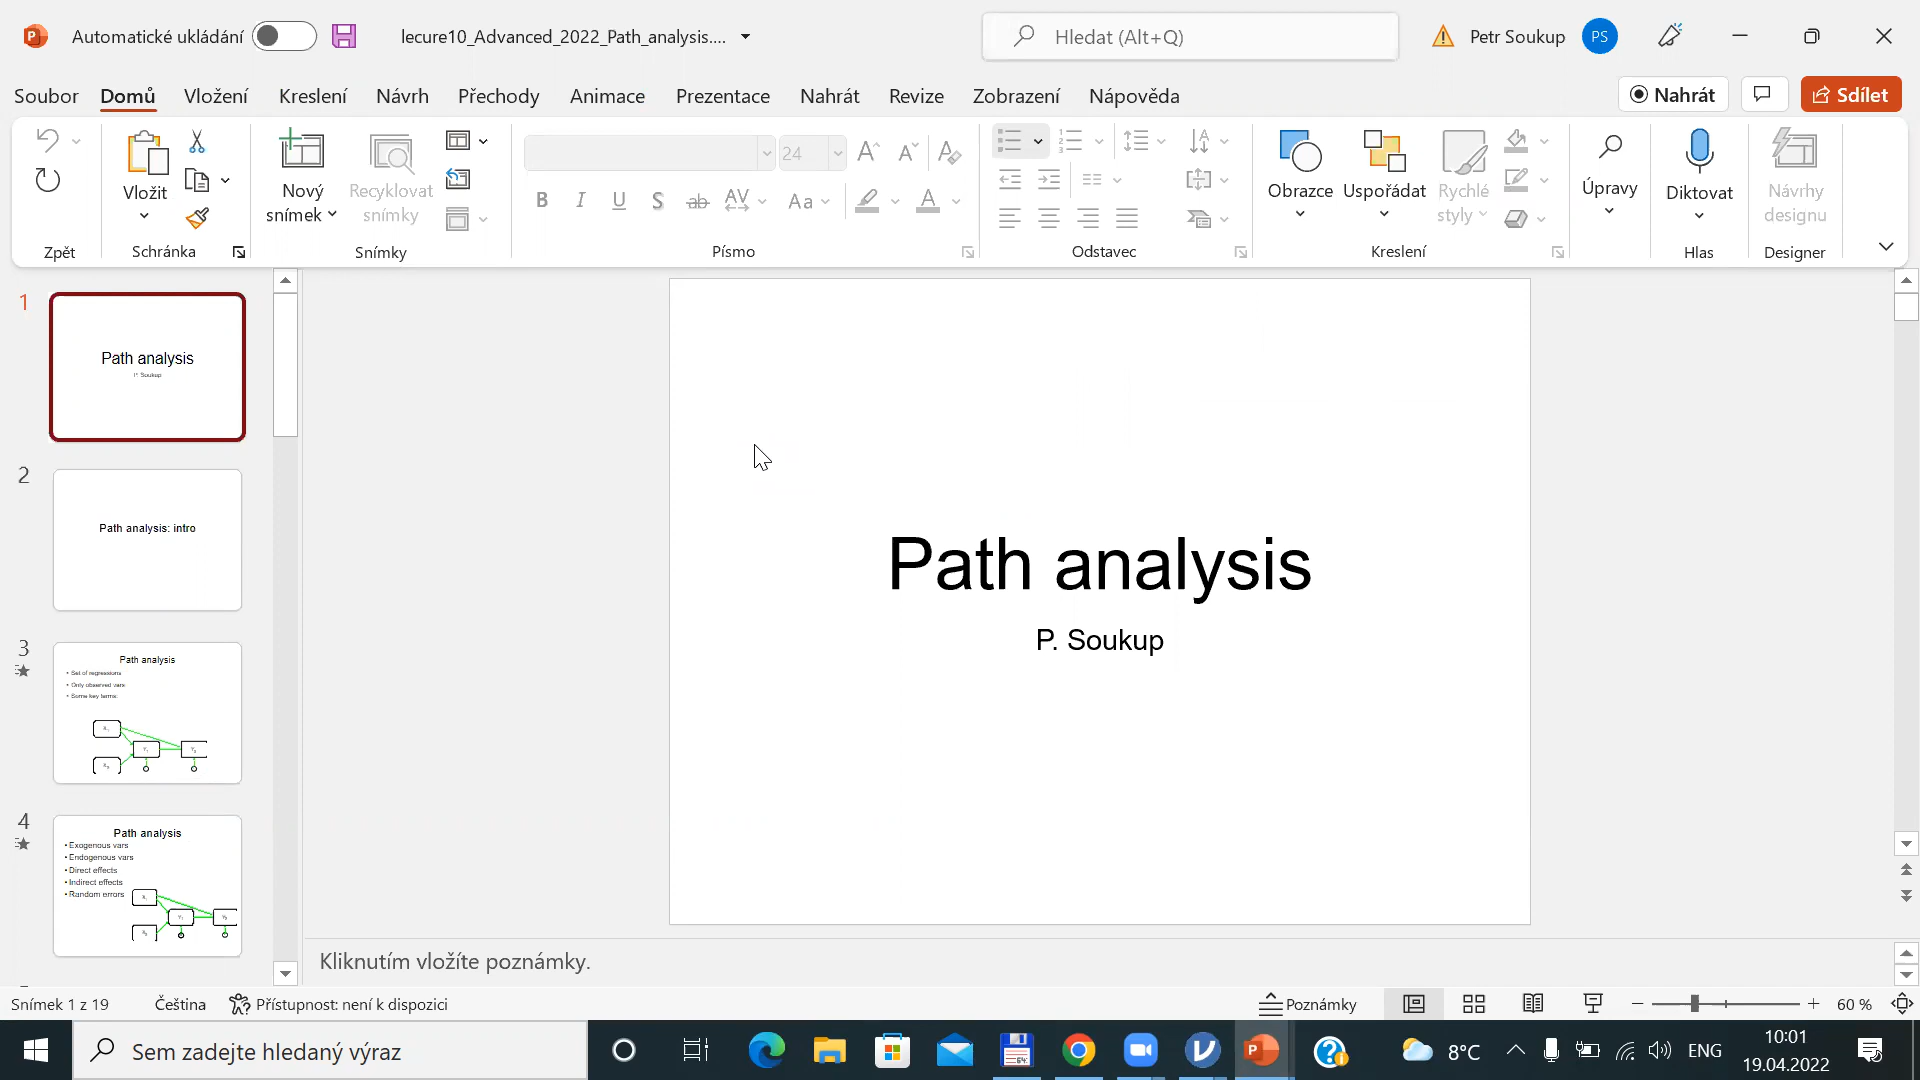 Automatické ukládání
lecure10_Advanced_2022_Path_analysis....
Hledat (Alt+Q)
Petr Soukup
PS
Soubor Domů Vložení Kreslení Návrh Přechody Animace Prezentace Nahrát Revize Zobrazení Nápověda
Nahrát
Sdílet
Vložit
Nový
snímek
Recyklovat
snímky
24
Obrazce
Uspořádat
Rychlé
styly
Úpravy
Diktovat
Návrhy
designu
Zpět
Schránka
Snímky
Písmo
Odstavec
Kreslení
Hlas
Designer
1
Path analysis
P. Soukup
2
Path analysis: intro
3
Path analysis
• Set of regressions
• Only observed vars
• Some key terms:
4
Path analysis
• Exogenous vars
• Endogenous vars
• Direct effects
• Indirect effects
• Random errors
Path analysis
P. Soukup
Kliknutím vložíte poznámky.
Snímek 1 z 19
Čeština
Přístupnost: není k dispozici
Poznámky
60 %
Sem zadejte hledaný výraz
64
8°C
ENG
10:01
19.04.2022